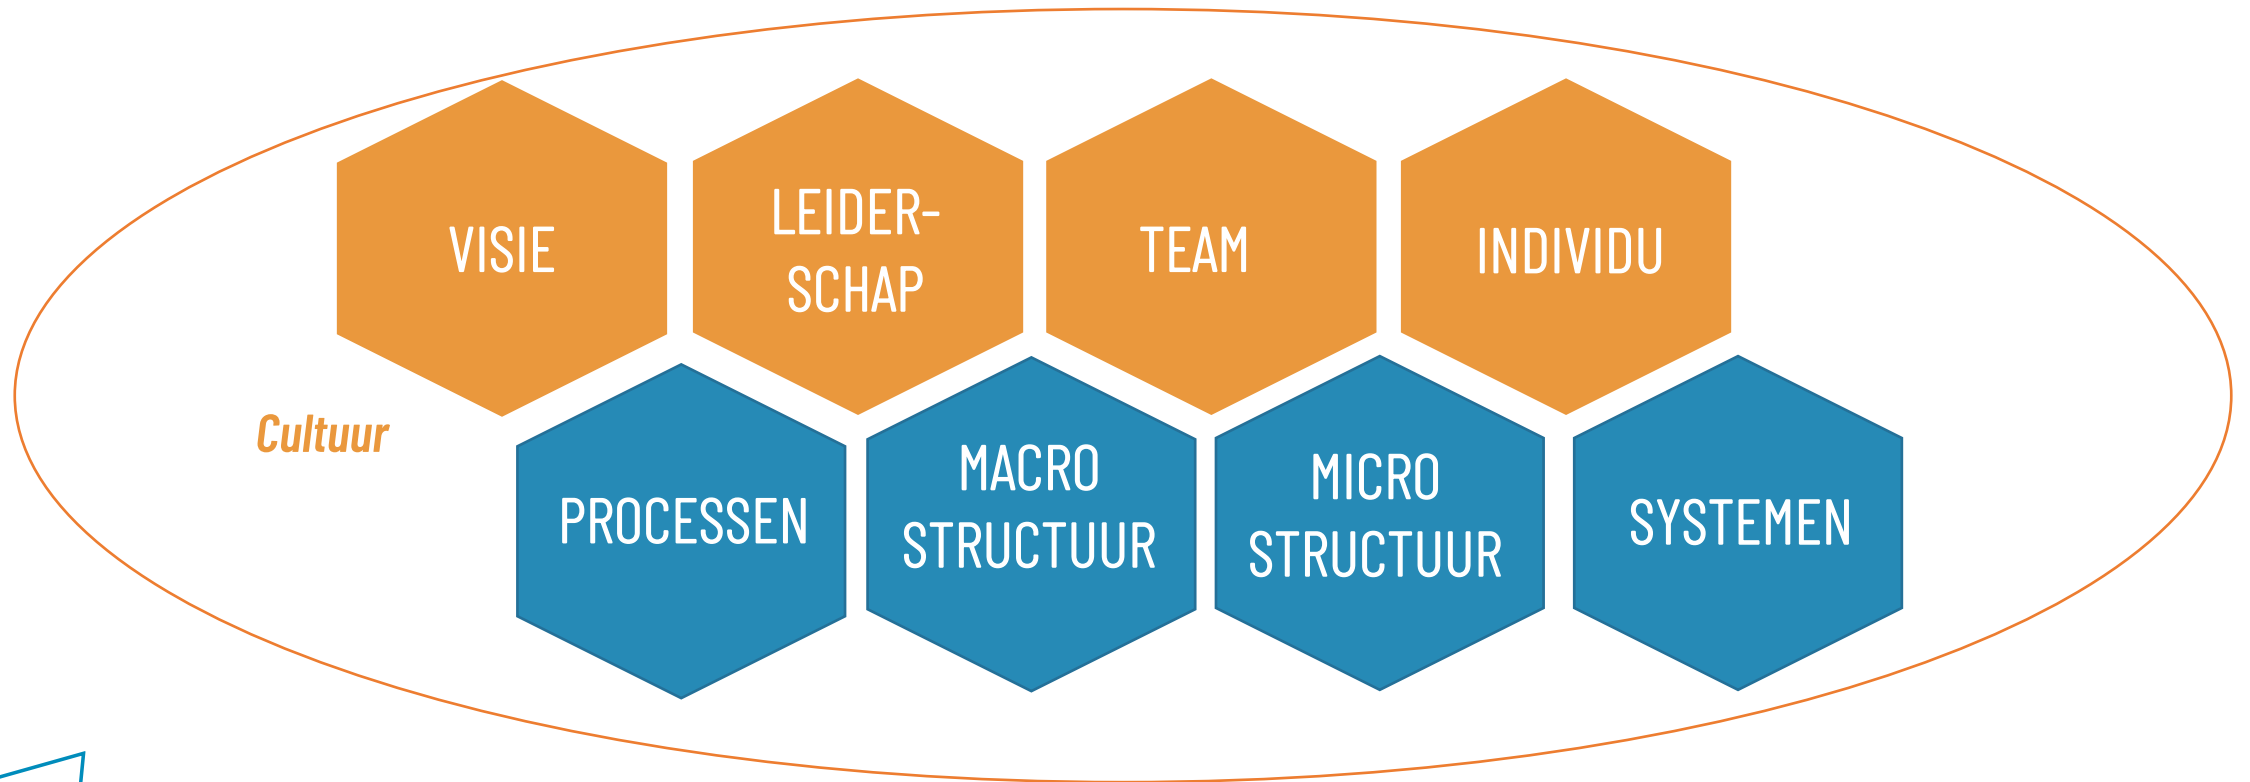 VISIE
LEIDER-
SCHAP
TEAM
INDIVIDU
Cultuur
PROCESSEN
MACRO
STRUCTUUR
MICRO
STRUCTUUR
SYSTEMEN